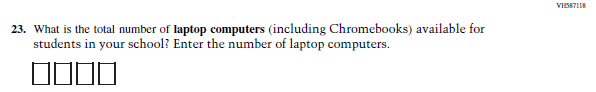 VH587118
23. What is the total number of laptop computers (including Chromebooks) available for
students in your school? Enter the number of laptop computers.